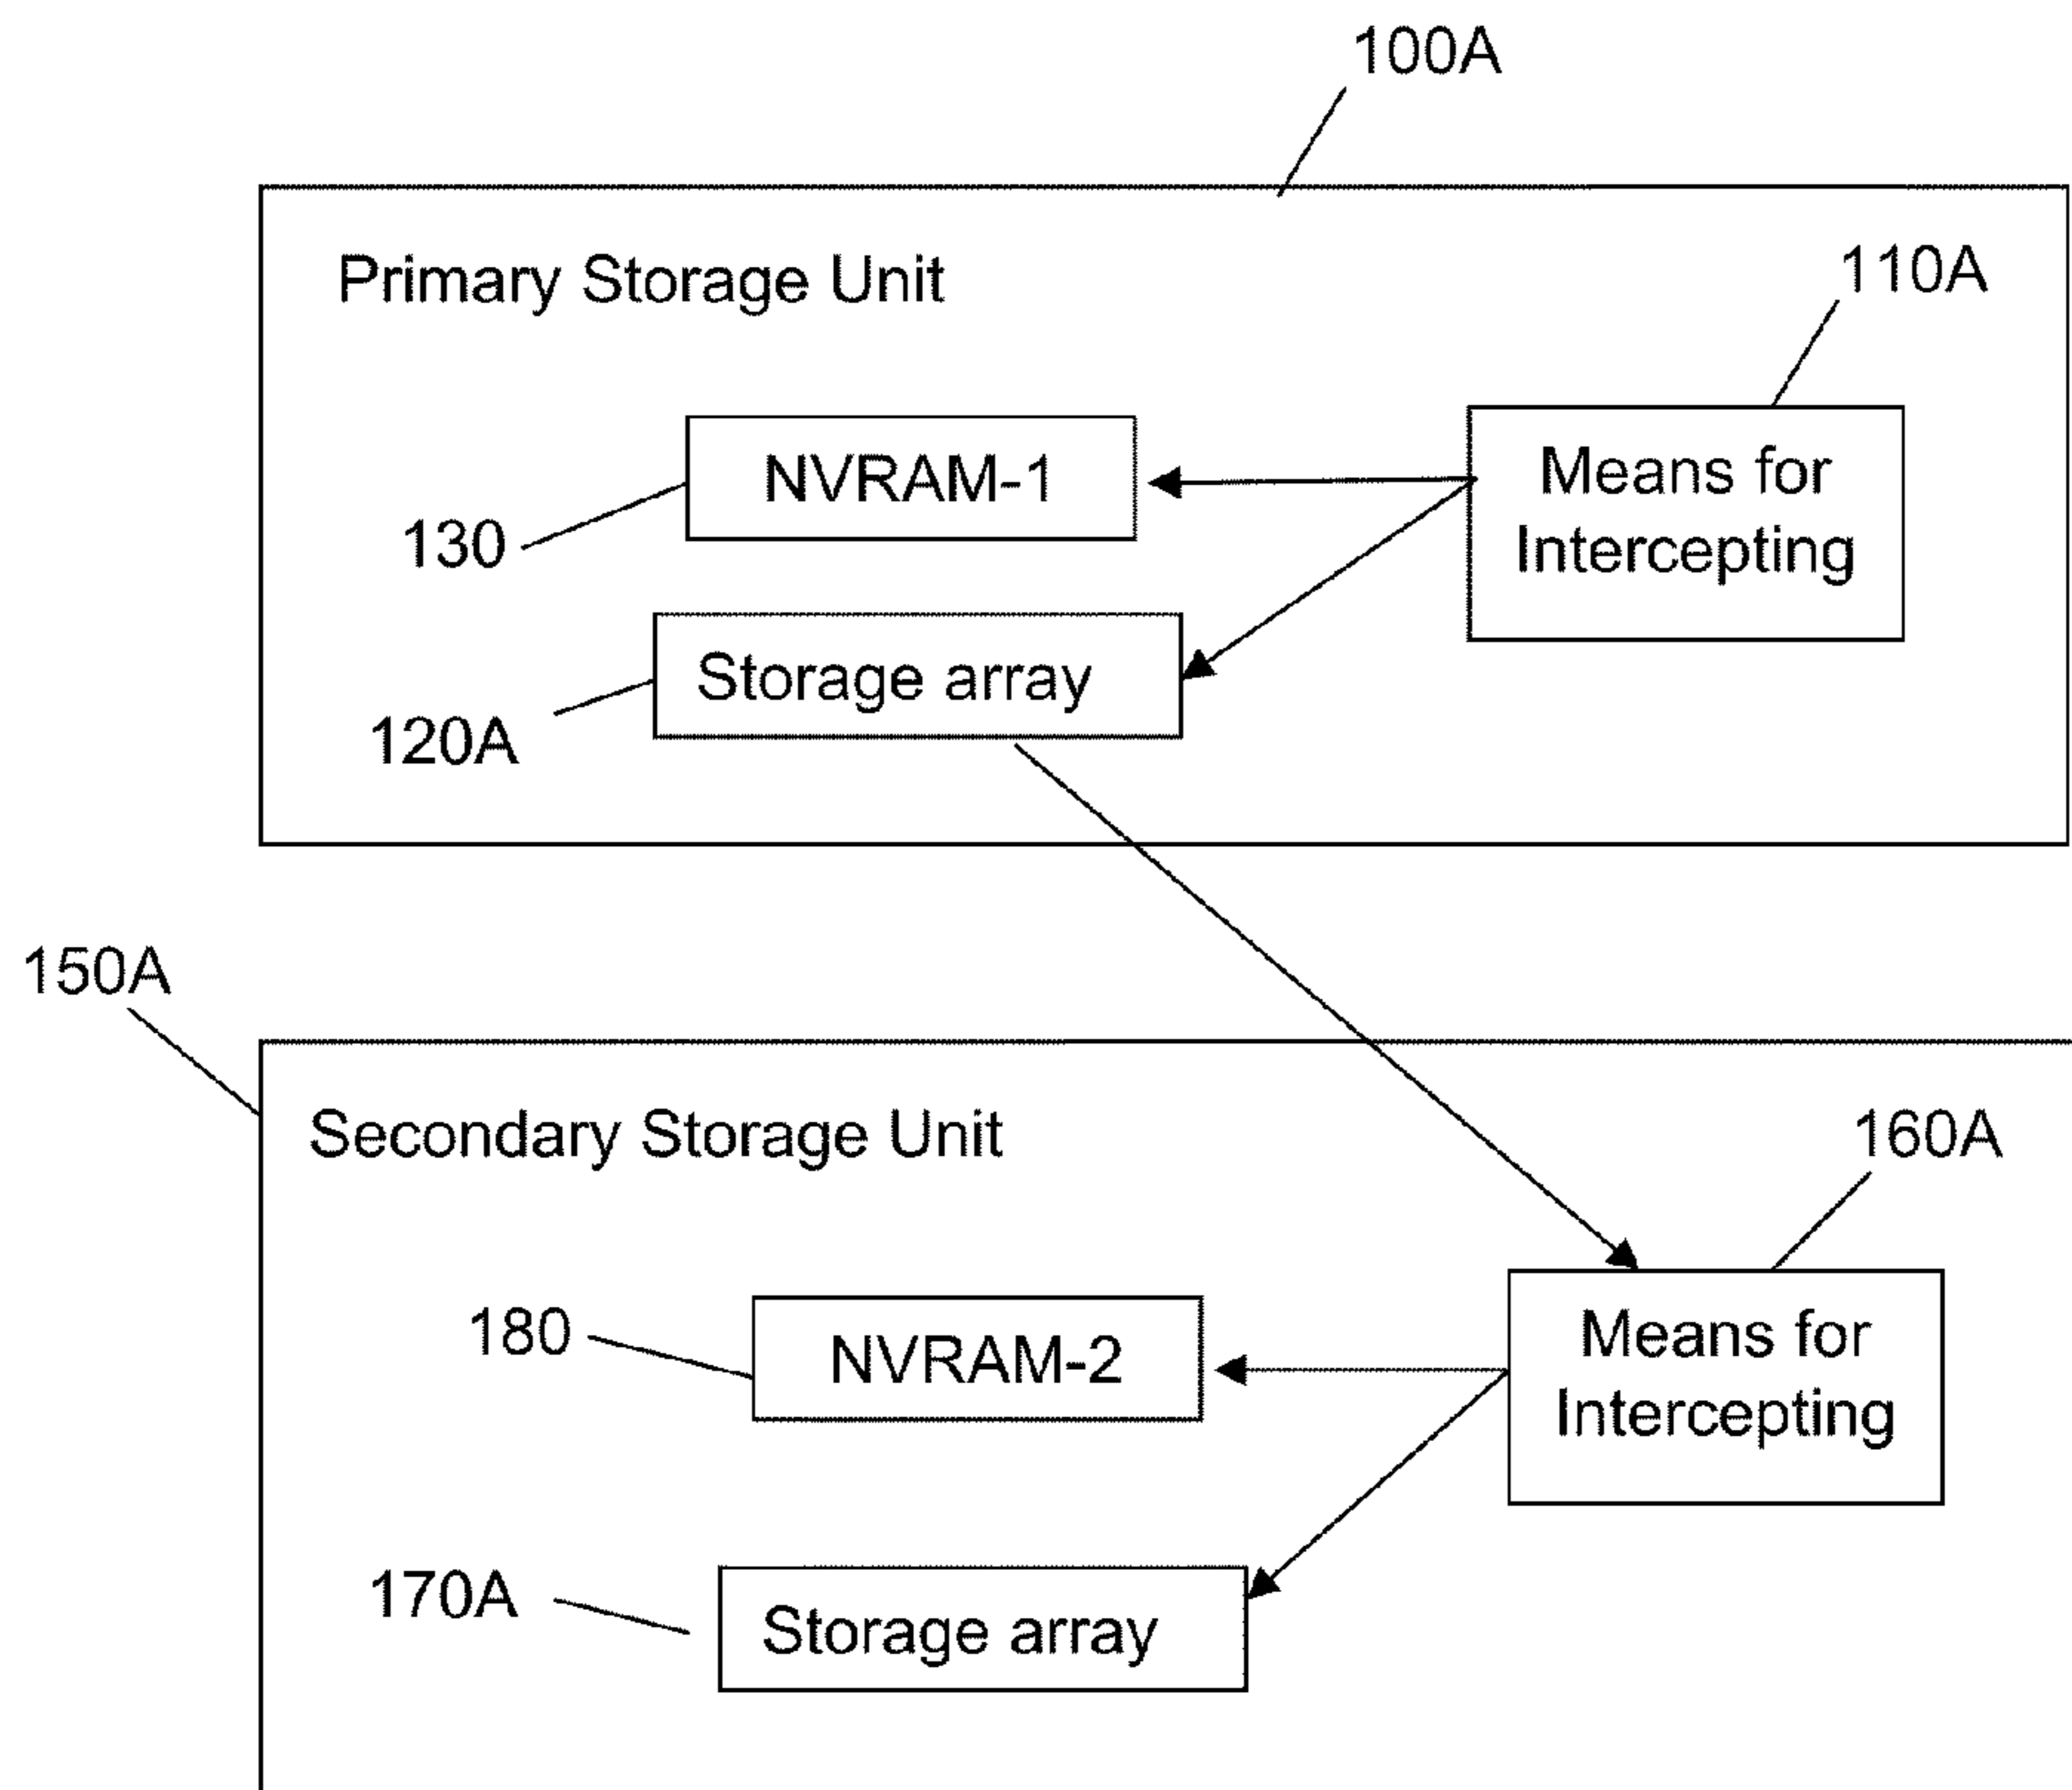 100A
Primary Storage Unit
110A
NVRAM-1
Means for
Intercepting
130
Storage array
120A
150A
Secondary Storage Unit
160A
180
NVRAM-2
Means for
Intercepting
170A
Storage array